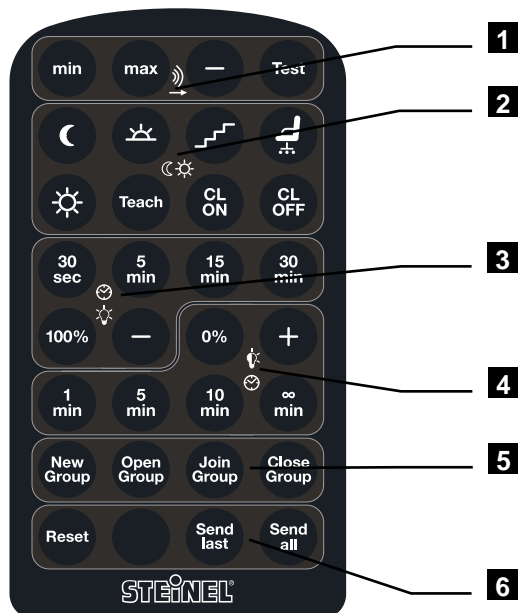 min max – Test
1
2
Teach CL ON CL OFF
30 sec 5 min 15 min 30 min
3
100% – 0% +
4
1 min 5 min 10 min ∞ min
New Group Open Group Join Group Close Group
5
Reset Send last Send all
6
STEINEL®